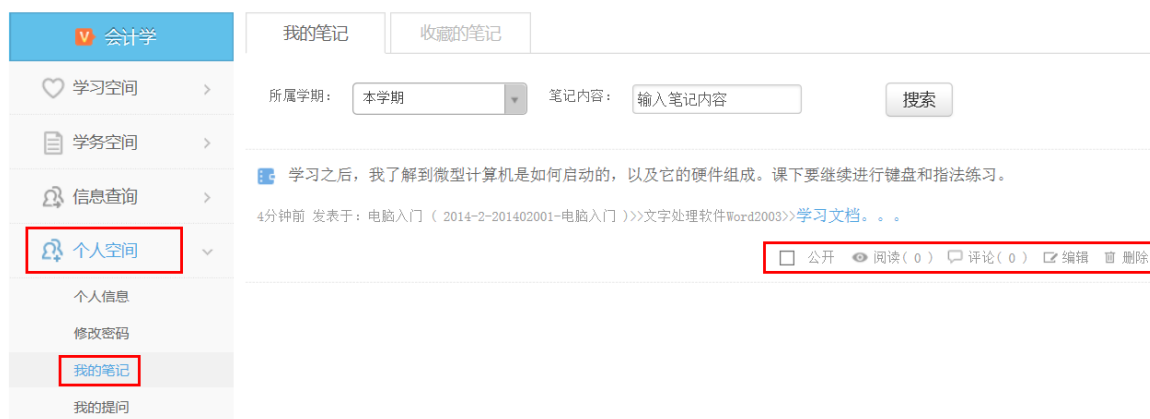 V 会计学
学习空间
学务空间
信息查询
个人空间
个人信息
修改密码
我的笔记
我的提问
我的笔记 收藏的笔记
所属学期： 本学期 笔记内容： 输入笔记内容 搜索
学习之后，我了解到微型计算机是如何启动的，以及它的硬件组成。课下要继续进行键盘和指法练习。
4分钟前 发表于：电脑入门 ( 2014-2-201402001-电脑入门 )>>文字处理软件Word2003>>学习文档。。。
公开 阅读( 0 ) 评论( 0 ) 编辑 删除